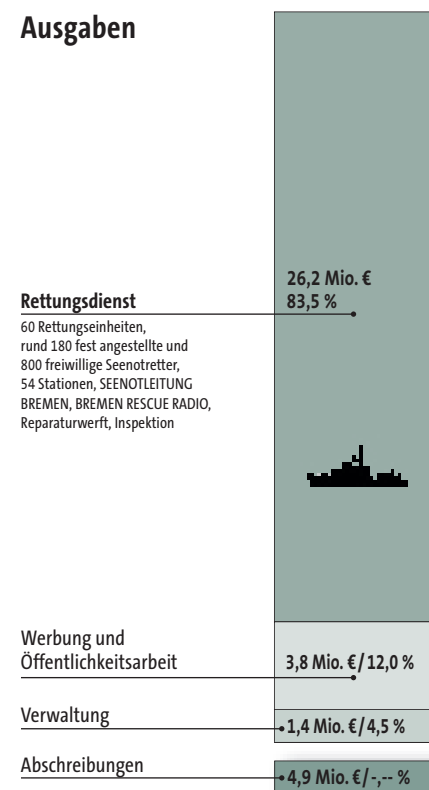 Ausgaben
26,2 Mio. €
Rettungsdienst 83,5 %
60 Rettungseinheiten,
rund 180 fest angestellte und
800 freiwillige Seenotretter,
54 Stationen, SEENOTLEITUNG
BREMEN, BREMEN RESCUE RADIO,
Reparaturwerft, Inspektion
Werbung und
Öffentlichkeitsarbeit 3,8 Mio. €/12,0 %
Verwaltung
1,4 Mio. €/4,5 %
Abschreibungen
4,9 Mio. €/-,-- %